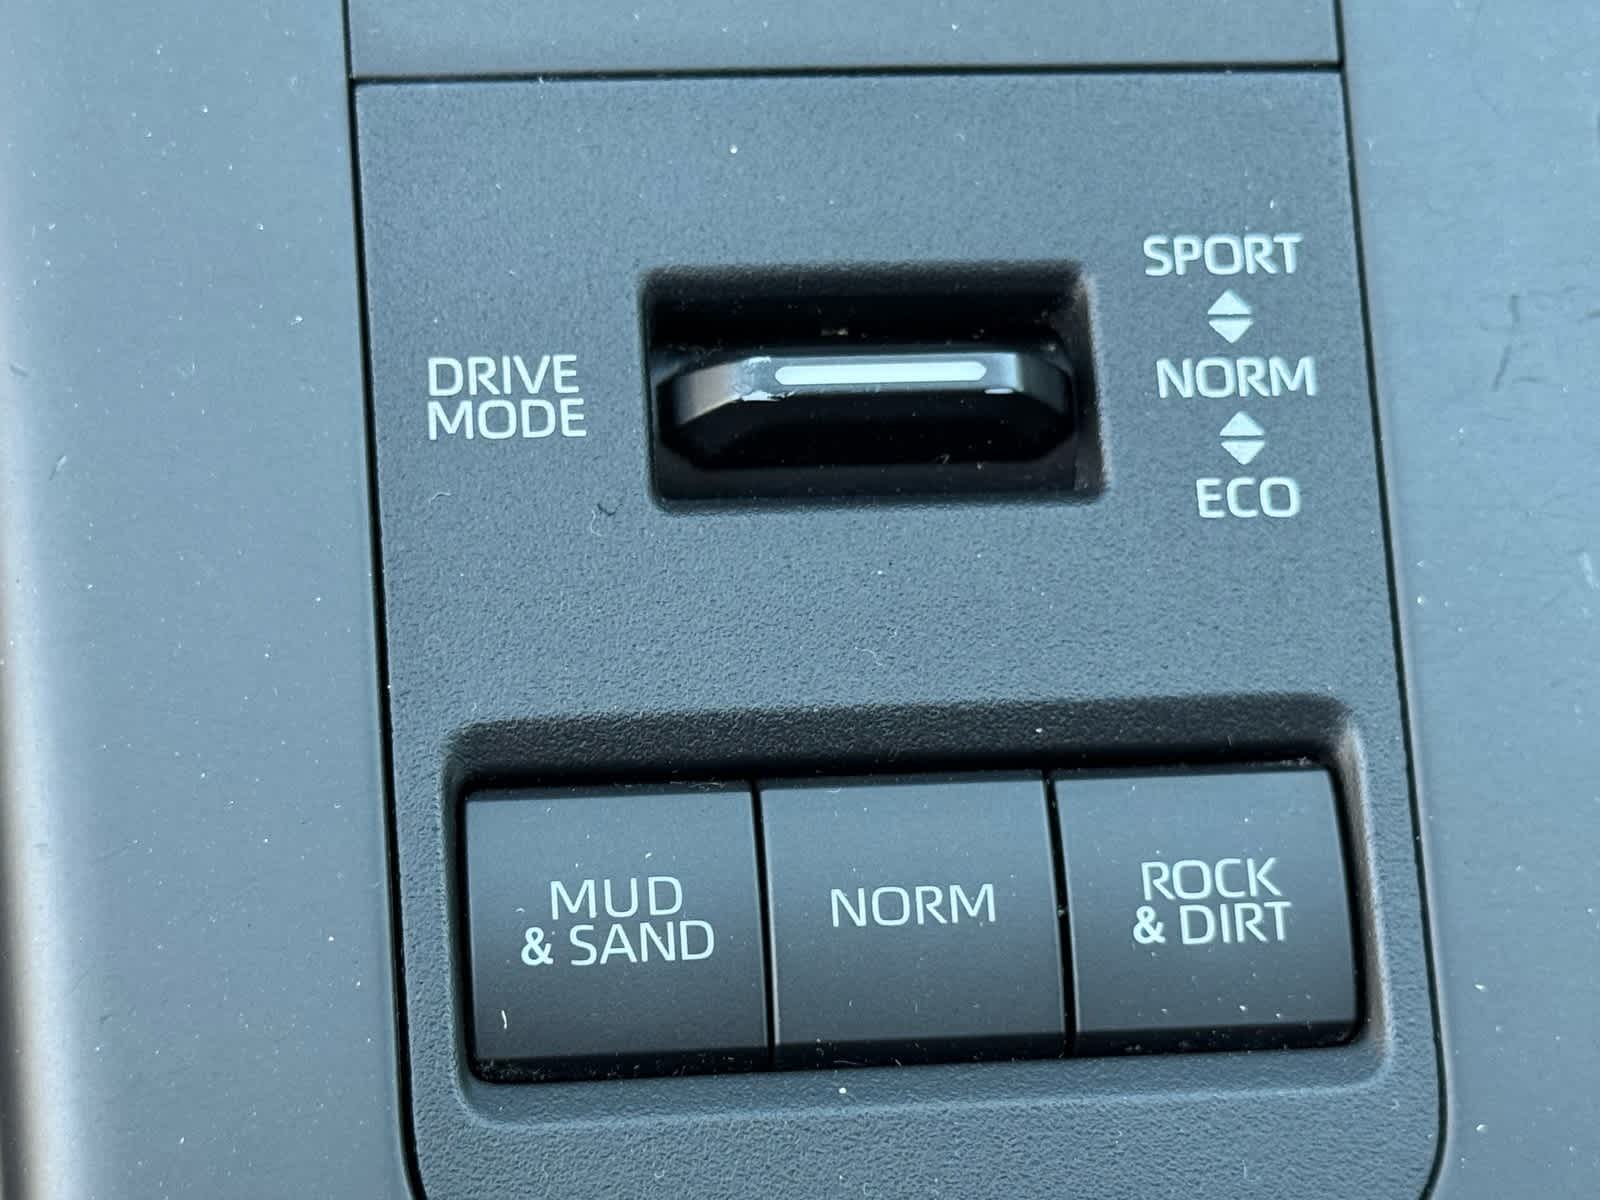 SPORT
DRIVE
MODE
NORM
ECO
MUD
& SAND
NORM
ROCK
& DIRT